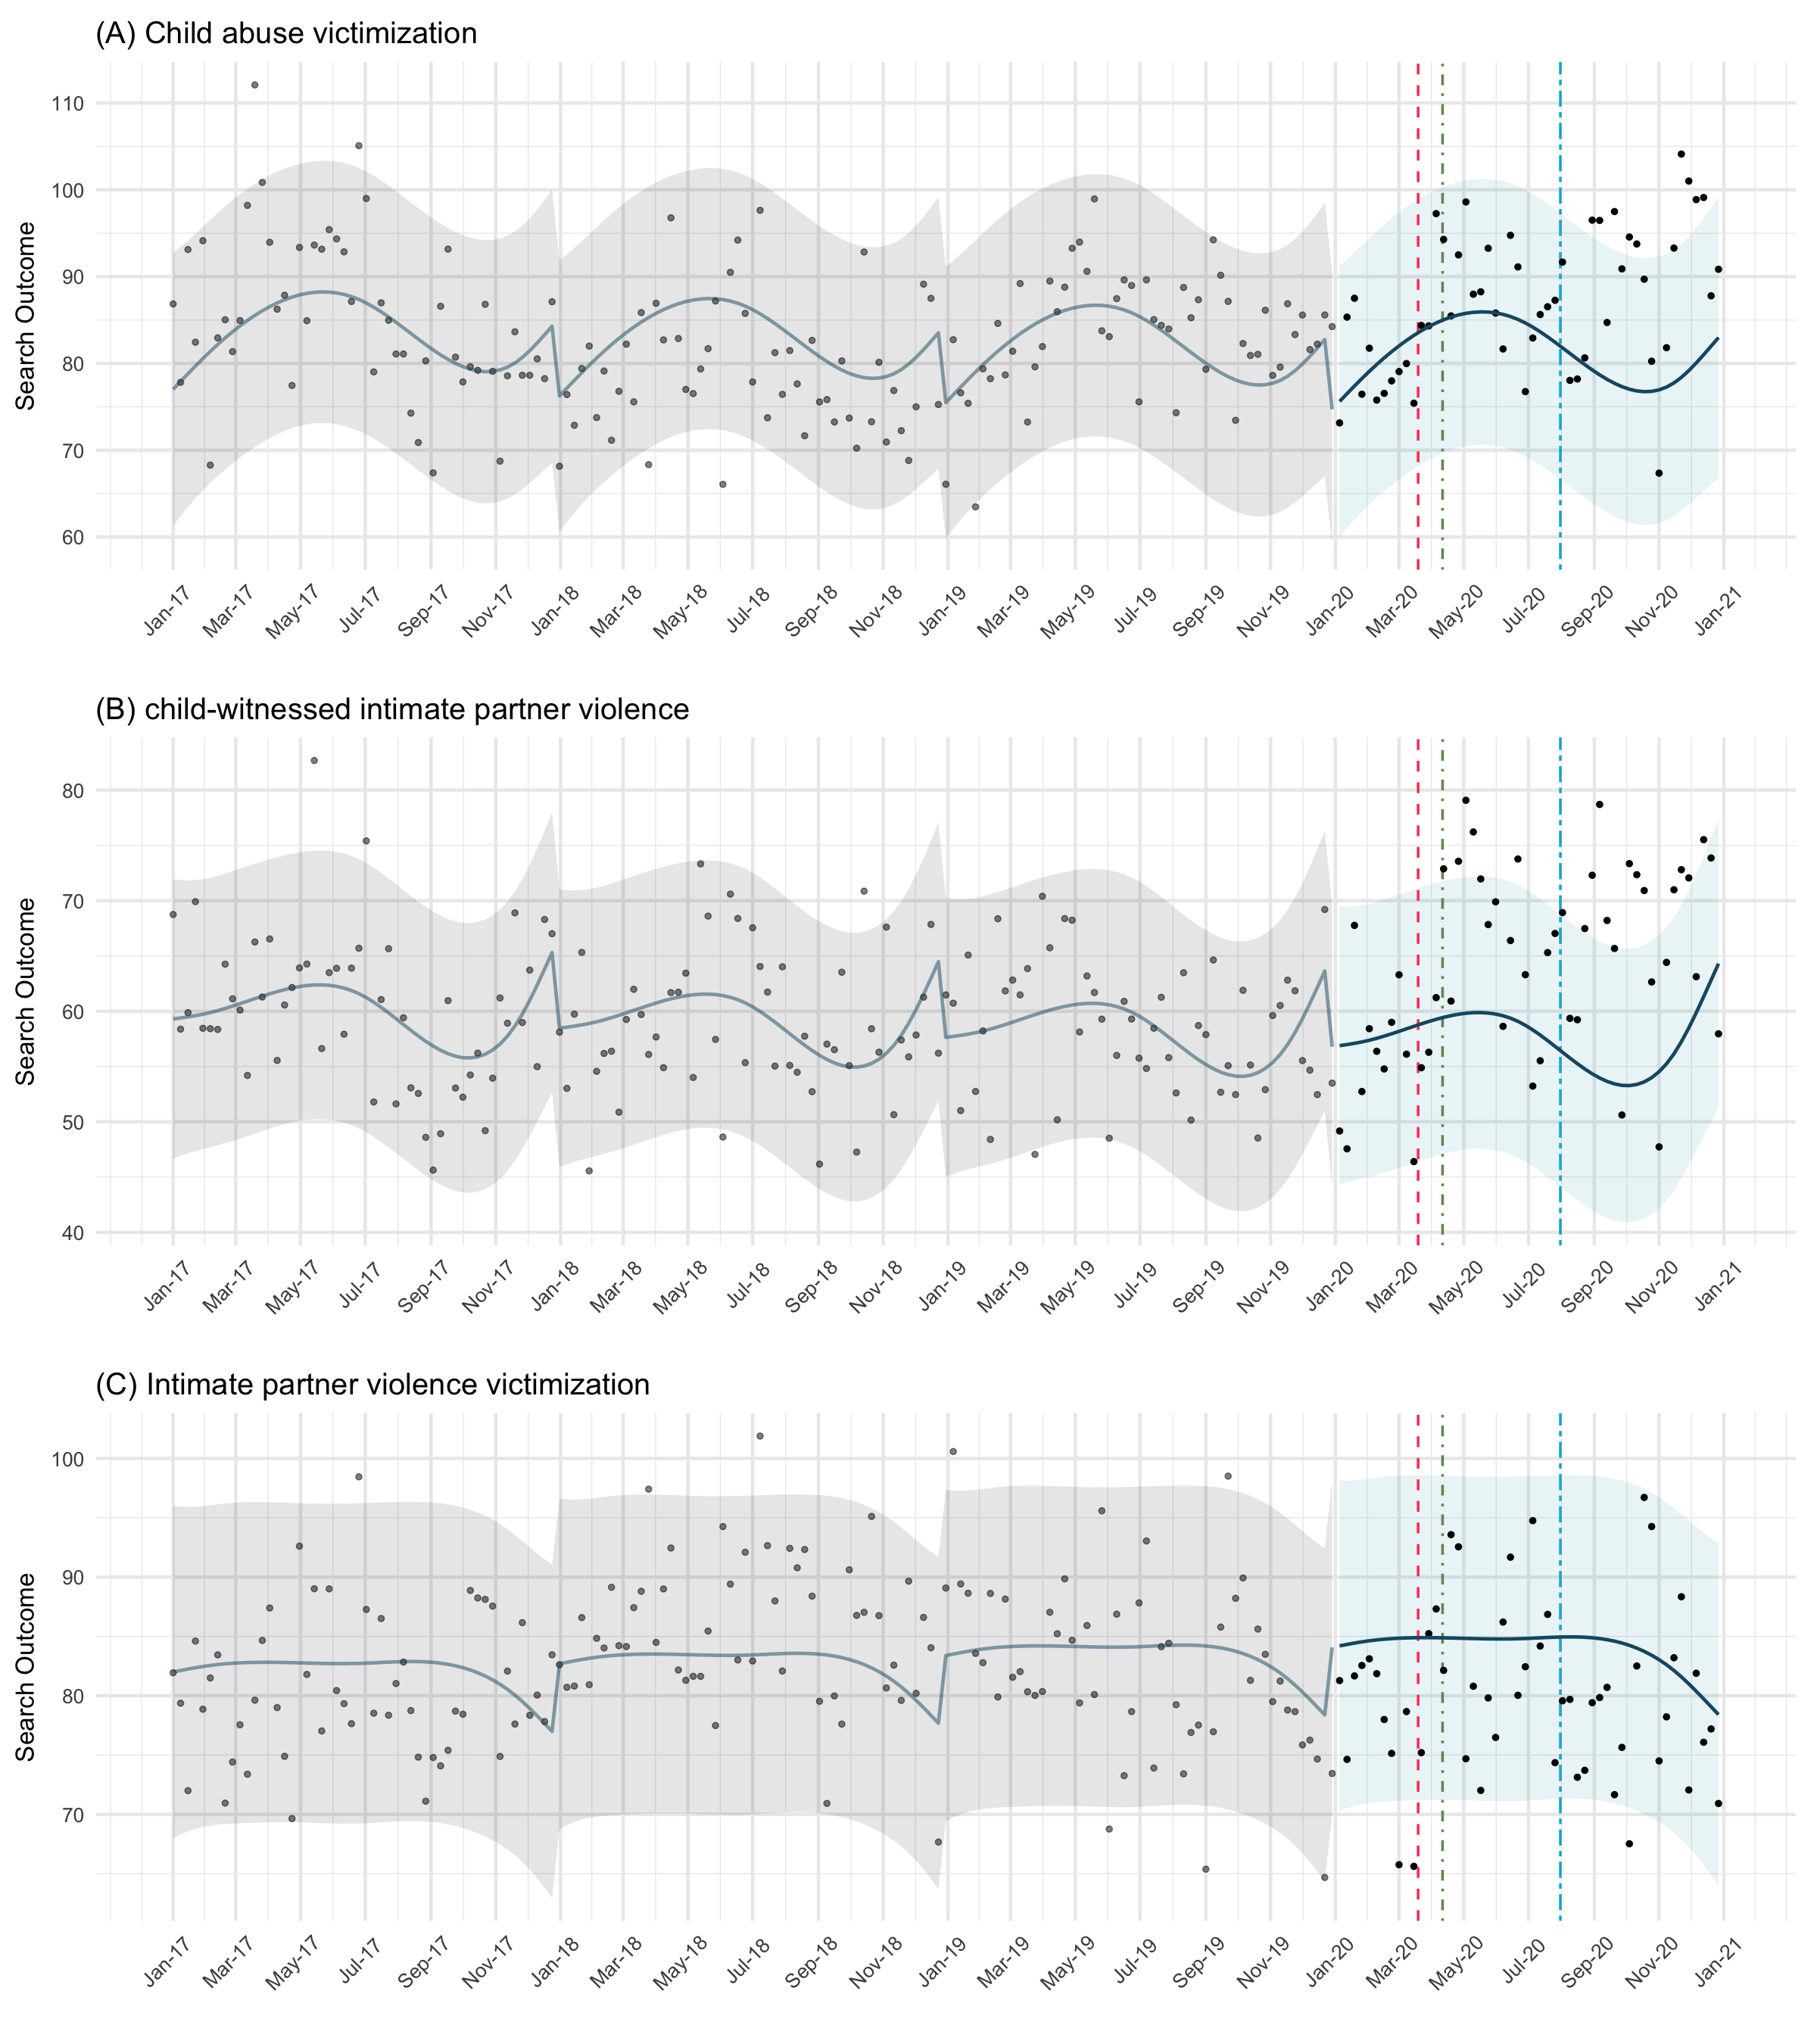 (A) Child abuse victimization
Search Outcome
110
100
90
80
70
60
Jan-17 Mar-17 May-17 Jul-17 Sep-17 Nov-17 Jan-18 Mar-18 May-18 Jul-18 Sep-18 Nov-18 Jan-19 Mar-19 May-19 Jul-19 Sep-19 Nov-19 Jan-20 Mar-20 May-20 Jul-20 Sep-20 Nov-20 Jan-21
(B) child-witnessed intimate partner violence
Search Outcome
80
70
60
50
40
Jan-17 Mar-17 May-17 Jul-17 Sep-17 Nov-17 Jan-18 Mar-18 May-18 Jul-18 Sep-18 Nov-18 Jan-19 Mar-19 May-19 Jul-19 Sep-19 Nov-19 Jan-20 Mar-20 May-20 Jul-20 Sep-20 Nov-20 Jan-21
(C) Intimate partner violence victimization
Search Outcome
100
90
80
70
Jan-17 Mar-17 May-17 Jul-17 Sep-17 Nov-17 Jan-18 Mar-18 May-18 Jul-18 Sep-18 Nov-18 Jan-19 Mar-19 May-19 Jul-19 Sep-19 Nov-19 Jan-20 Mar-20 May-20 Jul-20 Sep-20 Nov-20 Jan-21